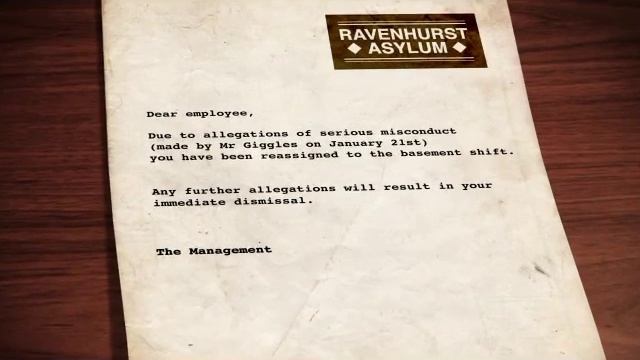 RAVENHURST
ASYLUM
Dear employee,
Due to allegations of serious misconduct
(made by Mr Giggles on January 21st)
you have been reassigned to the basement shift.
Any further allegations will result in your
immediate dismissal.
The Management